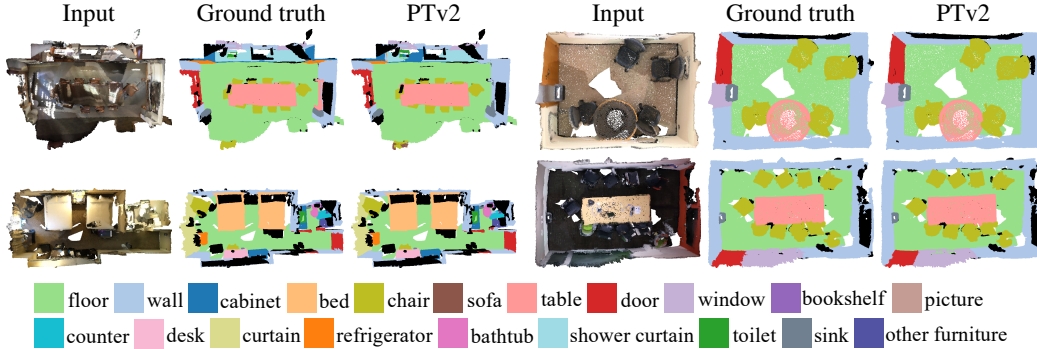 Input Ground truth PTv2 Input Ground truth PTv2
floor wall cabinet bed chair sofa table door window bookshelf picture
counter desk curtain refrigerator bathtub shower curtain toilet sink other furniture